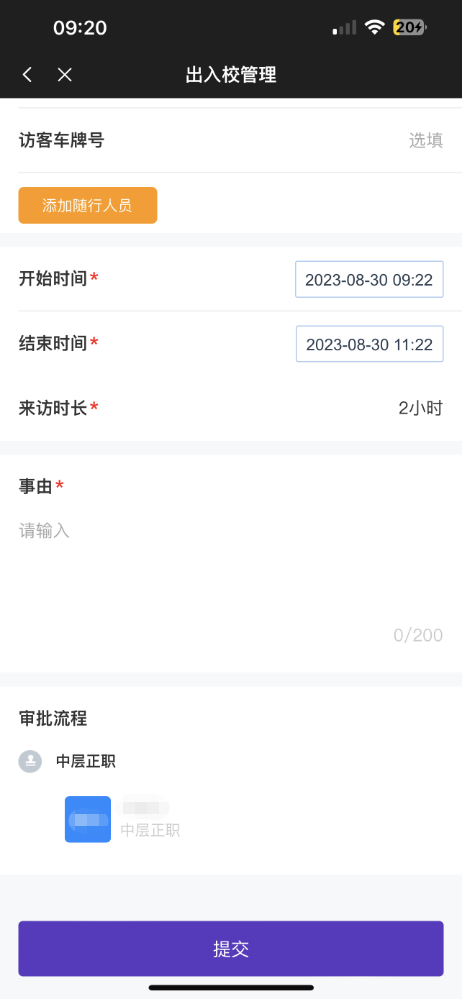 09:20
20
出入校管理
访客车牌号 选填
添加随行人员
开始时间* 2023-08-30 09:22
结束时间* 2023-08-30 11:22
来访时长* 2小时
事由*
请输入
0/200
审批流程
中层正职
中层正职
提交